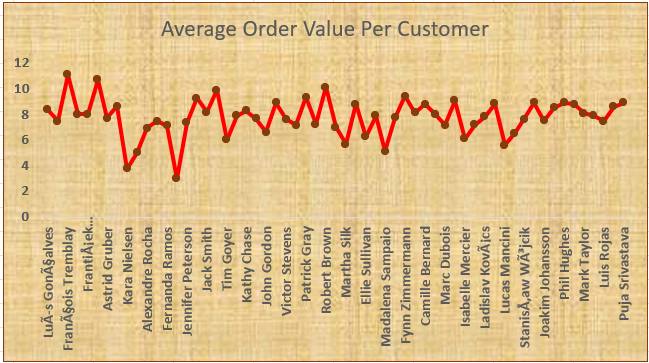 Average Order Value Per Customer
12
10
8
6
4
2
0
LuÃ-s GonÃ§alves
FranÃ§ois Tremblay
FrantiÅ¡ek…
Astrid Gruber
Kara Nielsen
Alexandre Rocha
Fernanda Ramos
Jennifer Peterson
Jack Smith
Tim Goyer
Kathy Chase
John Gordon
Victor Stevens
Patrick Gray
Robert Brown
Martha Silk
Ellie Sullivan
Madalena Sampaio
Fynn Zimmermann
Camille Bernard
Marc Dubois
Isabelle Mercier
Ladislav KovÃ¡cs
Lucas Mancini
StanisÅ‚aw WÃ³jcik
Joakim Johansson
Phil Hughes
Mark Taylor
Luis Rojas
Puja Srivastava